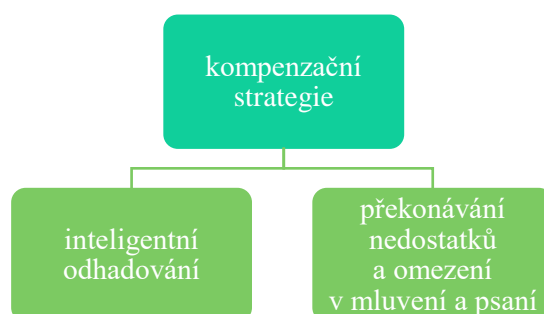 kompenzační
strategie
inteligentní
odhadování
překonávání
nedostatků
a omezení
v mluvení a psaní